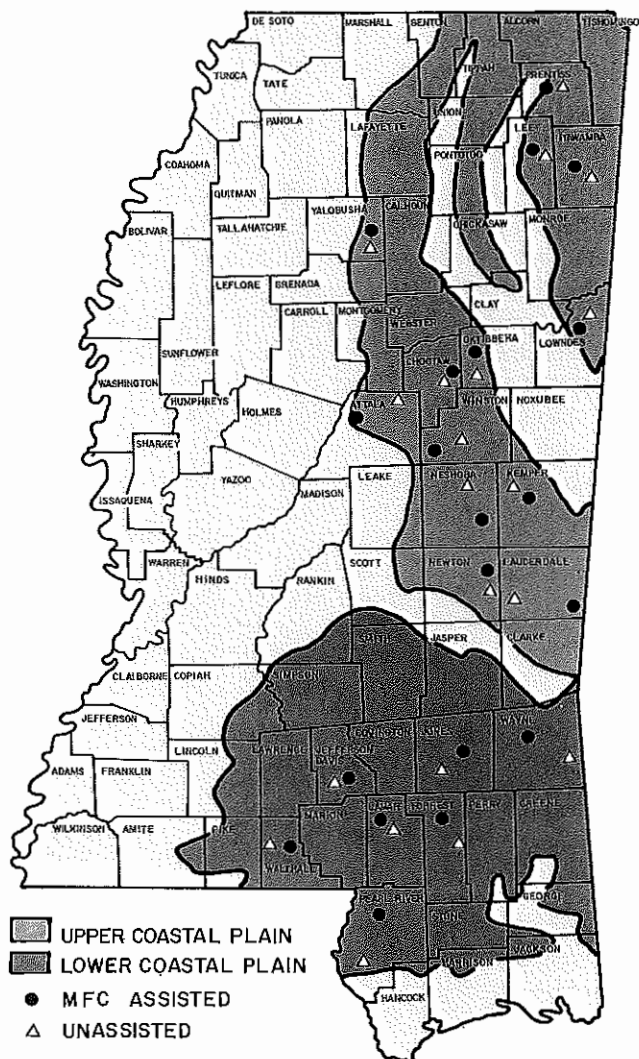 DE SOTO
MARSHALL
BENTON
ALCORN
TISHOMINGO
TUNICA
TATE
TIPPAH
PRENTISS
PANOLA
LAFAYETTE
UNION
LEE
ITAWAMBA
COAHOMA
QUITMAN
PONTOTOC
YALOBUSHA
CALHOUN
BOLIVAR
TALLAHATCHIE
CHICKASAW
MONROE
LEFLORE
GRENADA
CLAY
CARROLL
MONTGOMERY
WEBSTER
SUNFLOWER
OKTIBBEHA
LOWNDES
WASHINGTON
CHOCTAW
HUMPHREYS
HOLMES
ATTALA
WINSTON
NOXUBEE
SHARKEY
YAZOO
LEAKE
NESHOBA
KEMPER
ISSAQUENA
MADISON
WARREN
HINDS
RANKIN
SCOTT
NEWTON
LAUDERDALE
SMITH
JASPER
CLARKE
CLAIBORNE
COPIAH
SIMPSON
JEFFERSON
LINCOLN
LAWRENCE
JEFFERSON
DAVIS
COVINGTON
JONES
WAYNE
ADAMS
FRANKLIN
WILKINSON
AMITE
PIKE
MARION
LAMAR
FORREST
PERRY
GREENE
WALTHALL
PEARL RIVER
STONE
GEORGE
HANCOCK
HARRISON
JACKSON
UPPER COASTAL PLAIN
LOWER COASTAL PLAIN
MFC ASSISTED
UNASSISTED